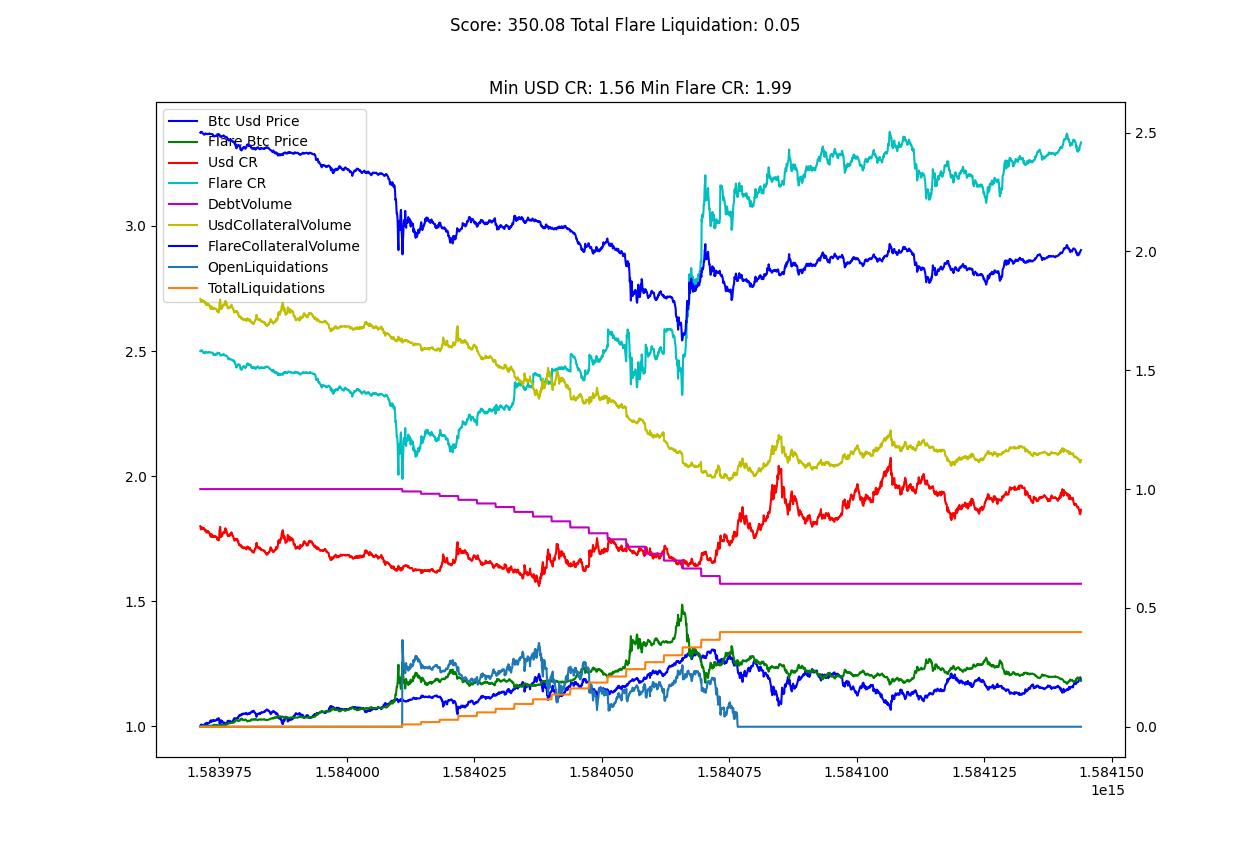 Score: 350.08 Total Flare Liquidation: 0.05
Min USD CR: 1.56 Min Flare CR: 1.99
Btc Usd Price
Flare Btc Price
Usd CR
Flare CR
DebtVolume
UsdCollateralVolume
FlareCollateralVolume
OpenLiquidations
TotalLiquidations
3.0
2.5
2.0
1.5
1.0
2.5
2.0
1.5
1.0
0.5
0.0
1.583975
1.584000
1.584025
1.584050
1.584075
1.584100
1.584125
1.584150
1e15